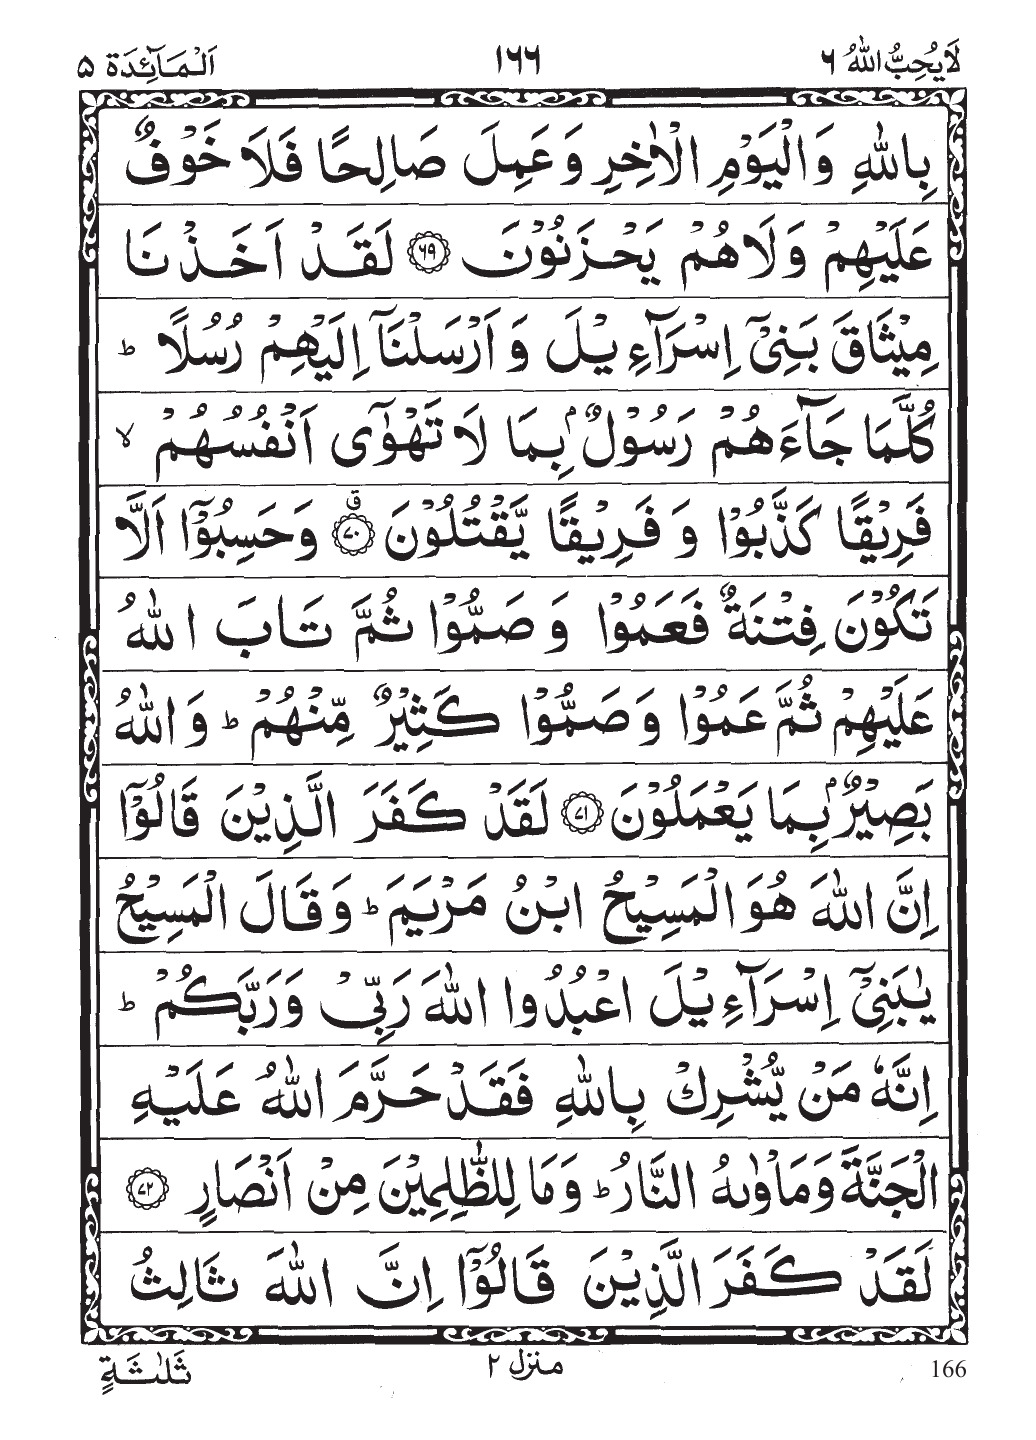 لَا يُحِبُّ اللّٰهُ ٦
١٦٦
اَلْمَآئِدَة ٥
بِاللّٰهِ وَالْيَوْمِ الْاٰخِرِ وَعَمِلَ صَالِحًا فَلَا خَوْفٌ
عَلَيْهِمْ وَلَا هُمْ يَحْزَنُوْنَ ﴿٦٩﴾ لَقَدْ اَخَذْنَا
مِيْثَاقَ بَنِىْٓ اِسْرَآءِيْلَ وَاَرْسَلْنَآ اِلَيْهِمْ رُسُلًا ؕ
كُلَّمَا جَآءَهُمْ رَسُوْلٌۢ بِمَا لَا تَهْوٰٓى اَنْفُسُهُمْ ۙ
فَرِيْقًا كَذَّبُوْا وَفَرِيْقًا يَّقْتُلُوْنَ ﴿٧٠﴾ ق وَحَسِبُوْٓا اَلَّا
تَكُوْنَ فِتْنَةٌ فَعَمُوْا وَصَمُّوْا ثُمَّ تَابَ اللّٰهُ
عَلَيْهِمْ ثُمَّ عَمُوْا وَصَمُّوْا كَثِيْرٌ مِّنْهُمْ ؕ وَاللّٰهُ
بَصِيْرٌۢ بِمَا يَعْمَلُوْنَ ﴿٧١﴾ لَقَدْ كَفَرَ الَّذِيْنَ قَالُوْٓا
اِنَّ اللّٰهَ هُوَ الْمَسِيْحُ ابْنُ مَرْيَمَ ؕ وَقَالَ الْمَسِيْحُ
يٰبَنِىْٓ اِسْرَآءِيْلَ اعْبُدُوا اللّٰهَ رَبِّىْ وَرَبَّكُمْ ؕ
اِنَّهٗ مَنْ يُّشْرِكْ بِاللّٰهِ فَقَدْ حَرَّمَ اللّٰهُ عَلَيْهِ
الْجَنَّةَ وَمَاْوٰىهُ النَّارُ ؕ وَمَا لِلظّٰلِمِيْنَ مِنْ اَنْصَارٍ ﴿٧٢﴾
لَقَدْ كَفَرَ الَّذِيْنَ قَالُوْٓا اِنَّ اللّٰهَ ثَالِثُ
166
منزل ٢
ثَلٰثَةٍ